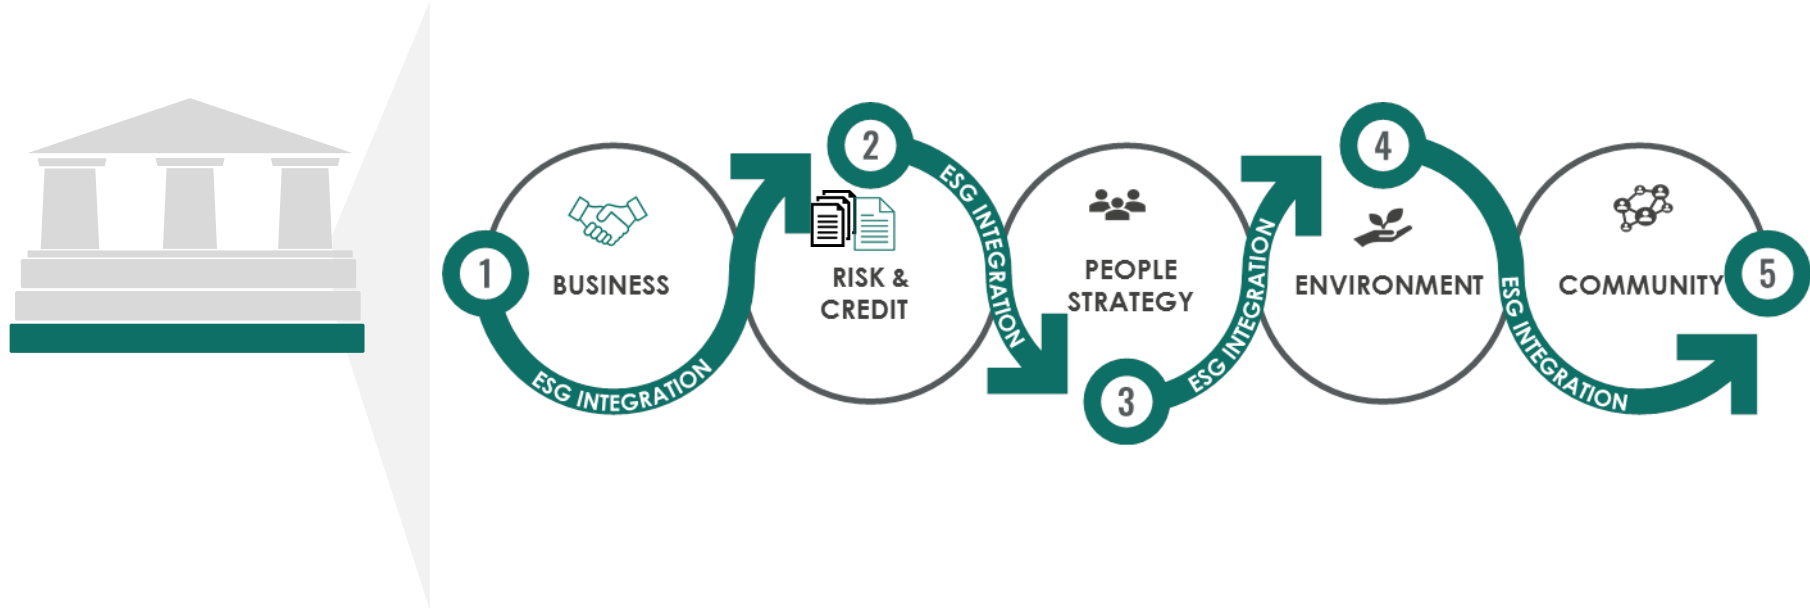 1
BUSINESS
ESG INTEGRATION
2
RISK &
CREDIT
ESG INTEGRATION
PEOPLE
STRATEGY
3
ESG INTEGRATION
4
ENVIRONMENT
ESG INTEGRATION
COMMUNITY
5